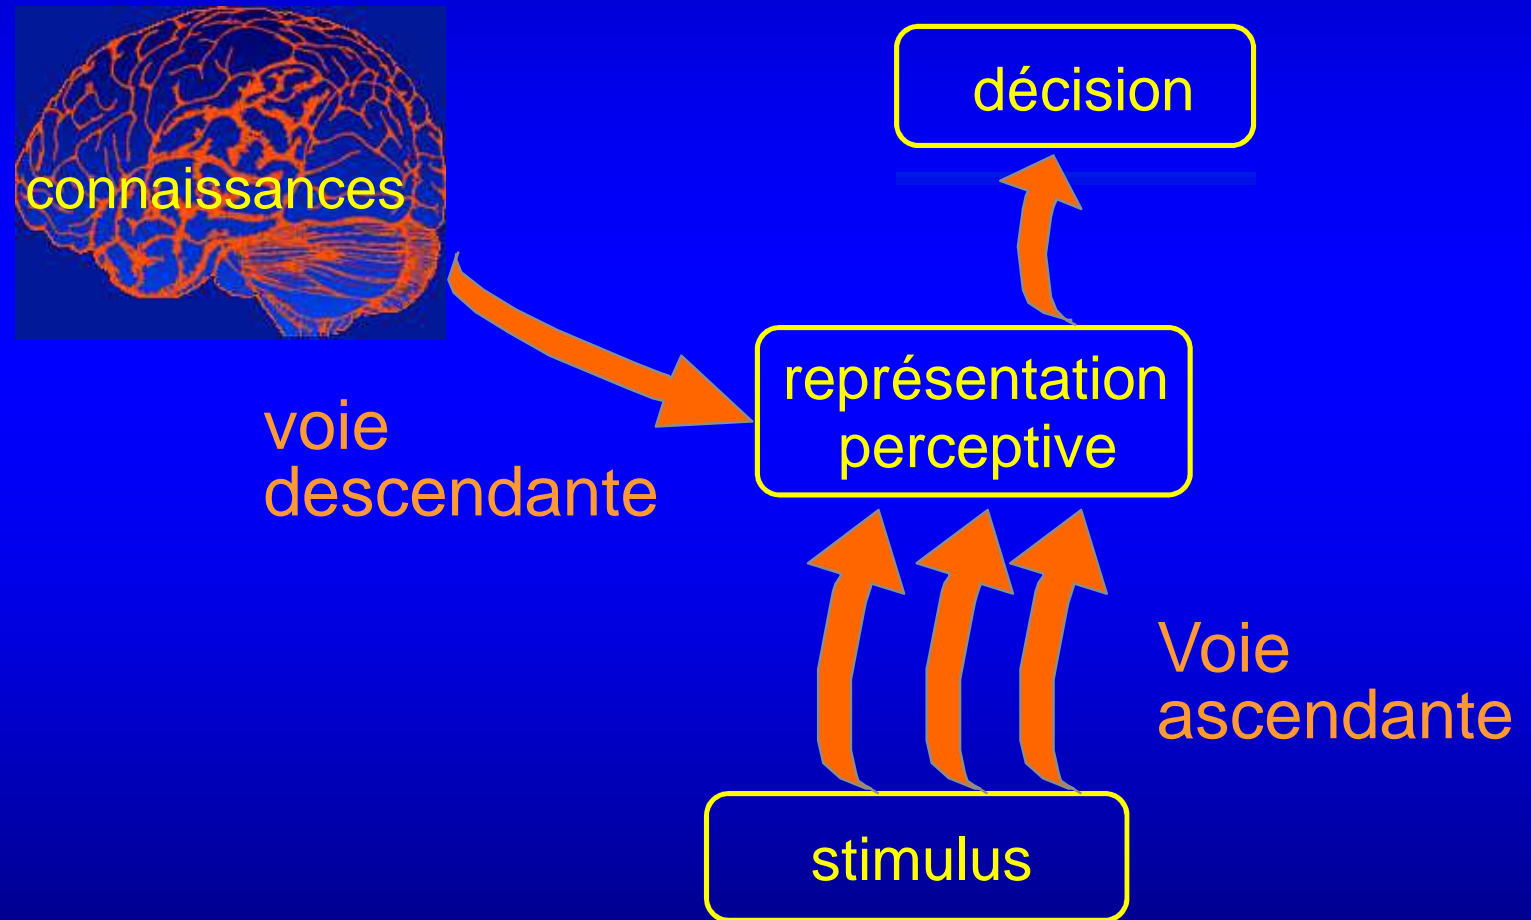 connaissances
décision
représentation
perceptive
voie
descendante
Voie
ascendante
stimulus